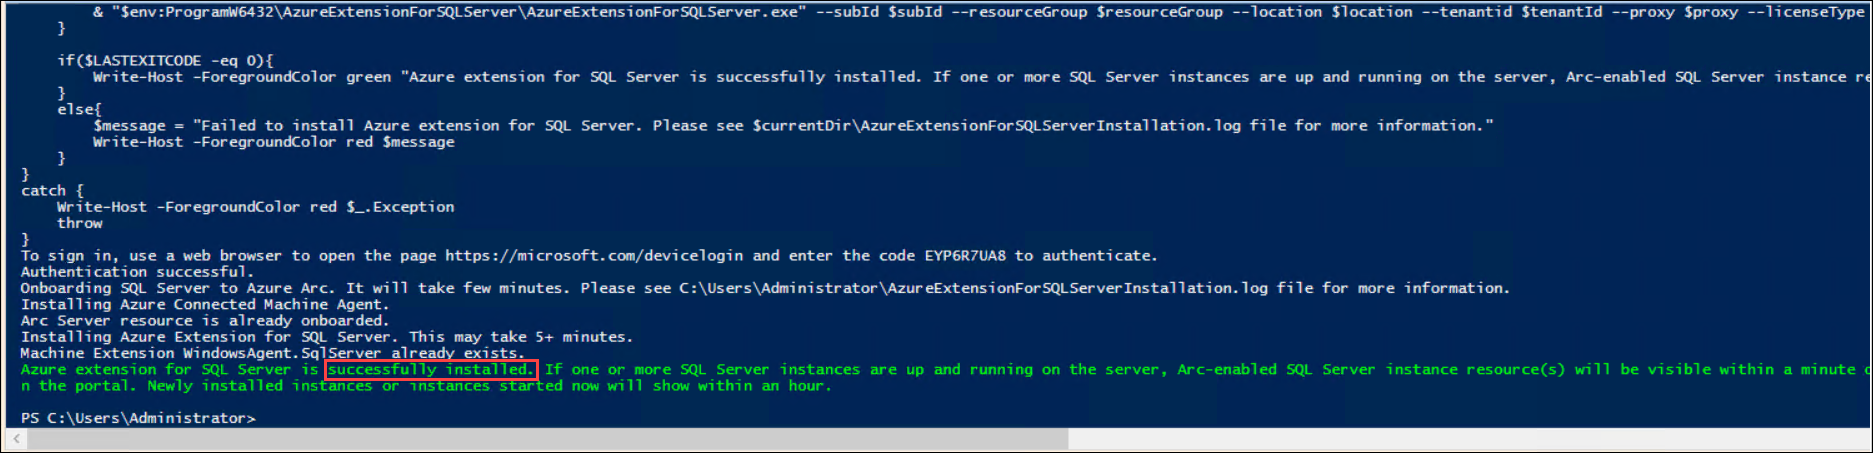 & "$env:ProgramW6432\AzureExtensionForSQLServer\AzureExtensionForSQLServer.exe" --subId $subId --resourceGroup $resourceGroup --location $location --tenantid $tenantId --proxy $proxy --licenseType
    }
    if($LASTEXITCODE -eq 0){
        Write-Host -ForegroundColor green "Azure extension for SQL Server is successfully installed. If one or more SQL Server instances are up and running on the server, Arc-enabled SQL Server instance re
    }
    else{
        $message = "Failed to install Azure extension for SQL Server. Please see $currentDir\AzureExtensionForSQLServerInstallation.log file for more information."
        Write-Host -ForegroundColor red $message
    }
}
catch {
    Write-Host -ForegroundColor red $_.Exception
    throw
}
To sign in, use a web browser to open the page https://microsoft.com/devicelogin and enter the code EYP6R7UA8 to authenticate.
Authentication successful.
Onboarding SQL Server to Azure Arc. It will take few minutes. Please see C:\Users\Administrator\AzureExtensionForSQLServerInstallation.log file for more information.
Installing Azure Connected Machine Agent.
Arc Server resource is already onboarded.
Installing Azure Extension for SQL Server. This may take 5+ minutes.
Machine Extension WindowsAgent.SqlServer already exists.
Azure extension for SQL Server is successfully installed. If one or more SQL Server instances are up and running on the server, Arc-enabled SQL Server instance resource(s) will be visible within a minute
n the portal. Newly installed instances or instances started now will show within an hour.
PS C:\Users\Administrator>